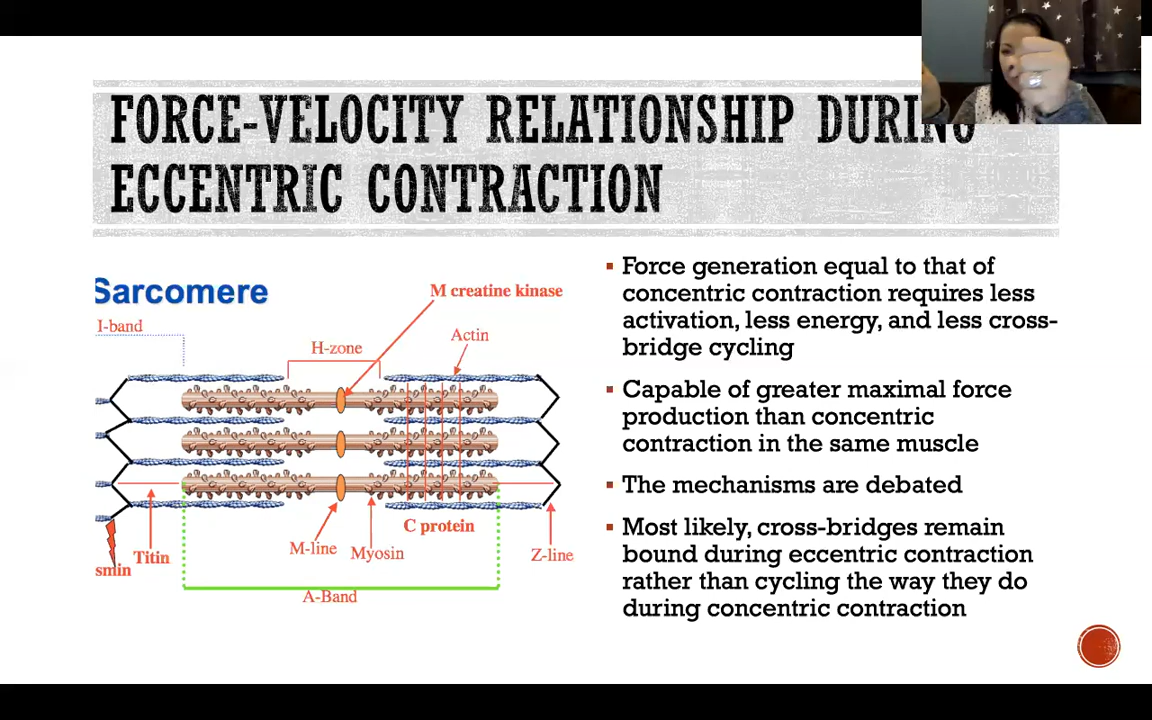 FORCE-VELOCITY RELATIONSHIP DURING
ECCENTRIC CONTRACTION
Sarcomere
I-band
H-zone
M creatine kinase
Actin
Titin
smin
M-line
Myosin
C protein
Z-line
A-Band
▪ Force generation equal to that of
concentric contraction requires less
activation, less energy, and less cross-
bridge cycling
▪ Capable of greater maximal force
production than concentric
contraction in the same muscle
▪ The mechanisms are debated
▪ Most likely, cross-bridges remain
bound during eccentric contraction
rather than cycling the way they do
during concentric contraction